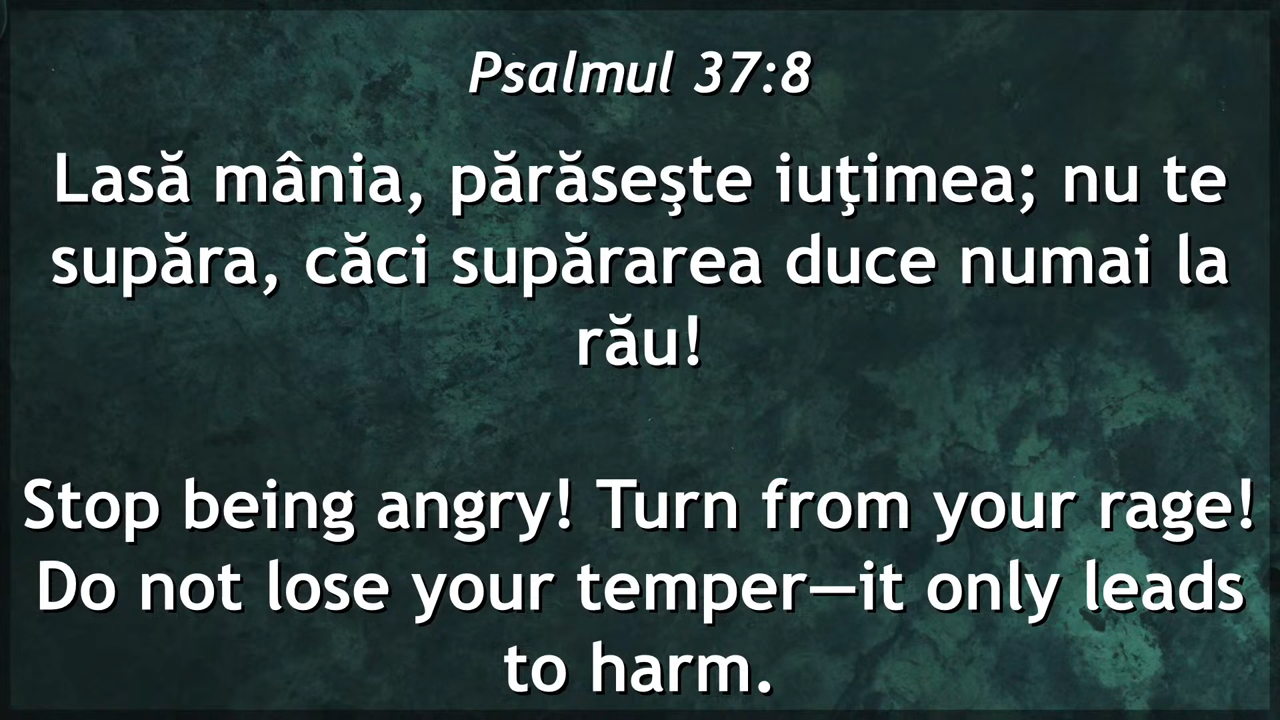 Psalmul 37:8
Lasă mânia, părăseşte iuţimea; nu te
supăra, căci supărarea duce numai la
rău!
Stop being angry! Turn from your rage!
Do not lose your temper—it only leads
to harm.